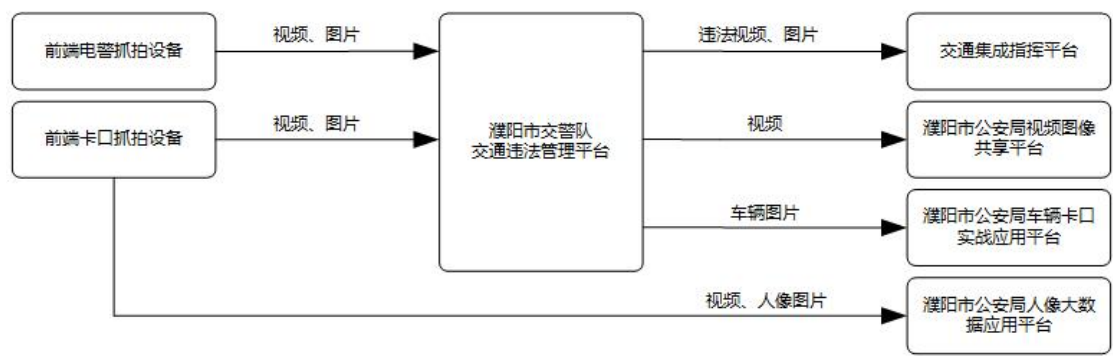 前端电警抓拍设备
视频、图片
违法视频、图片
交通集成指挥平台
前端卡口抓拍设备
视频、图片
濮阳市交警队
交通违法管理平台
视频
濮阳市公安局视频图像
共享平台
车辆图片
濮阳市公安局车辆卡口
实战应用平台
视频、人像图片
濮阳市公安局人像大数
据应用平台